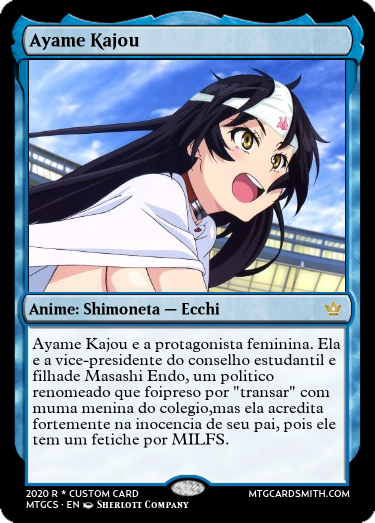 Ayame Kajou
Anime: Shimoneta — Ecchi
Ayame Kajou e a protagonista feminina. Ela
e a vice-presidente do conselho estudantil e
filhade Masashi Endo, um politico
renomeado que foipreso por "transar" com
muma menina do colegio,mas ela acredita
fortemente na inocencia de seu pai, pois ele
tem um fetiche por MILFS.
2020 R * CUSTOM CARD
MTGCARDSMITH.COM
MTGCS · EN Sherlott Company